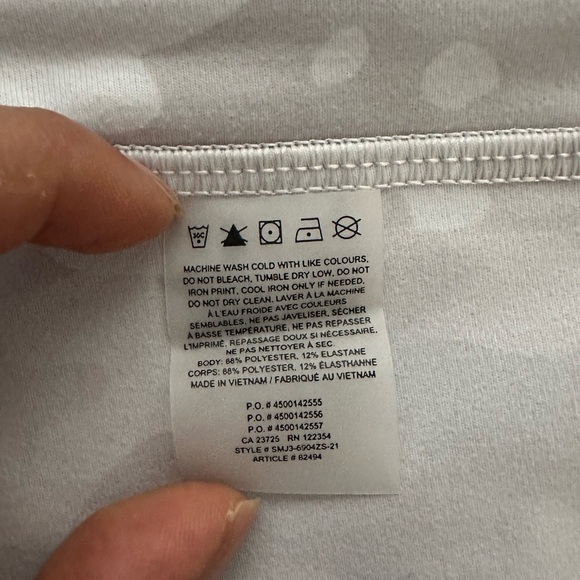 30C
MACHINE WASH COLD WITH LIKE COLOURS,
DO NOT BLEACH, TUMBLE DRY LOW, DO NOT
IRON PRINT, COOL IRON ONLY IF NEEDED.
DO NOT DRY CLEAN. LAVER À LA MACHINE
À L'EAU FROIDE AVEC COULEURS
SEMBLABLES, NE PAS JAVELISER, SÉCHER
À BASSE TEMPÉRATURE, NE PAS REPASSER
L'IMPRIMÉ, REPASSAGE DOUX SI NÉCESSAIRE.
NE PAS NETTOYER À SEC
BODY: 88% POLYESTER, 12% ELASTANE
CORPS: 88% POLYESTER, 12% ÉLASTHANNE
MADE IN VIETNAM / FABRIQUÉ AU VIETNAM
P.O. # 4500142555
P.O. # 4500142556
P.O. # 4500142557
CA 23725 RN 122354
STYLE # SMJ3-6904ZS-21
ARTICLE # 82494